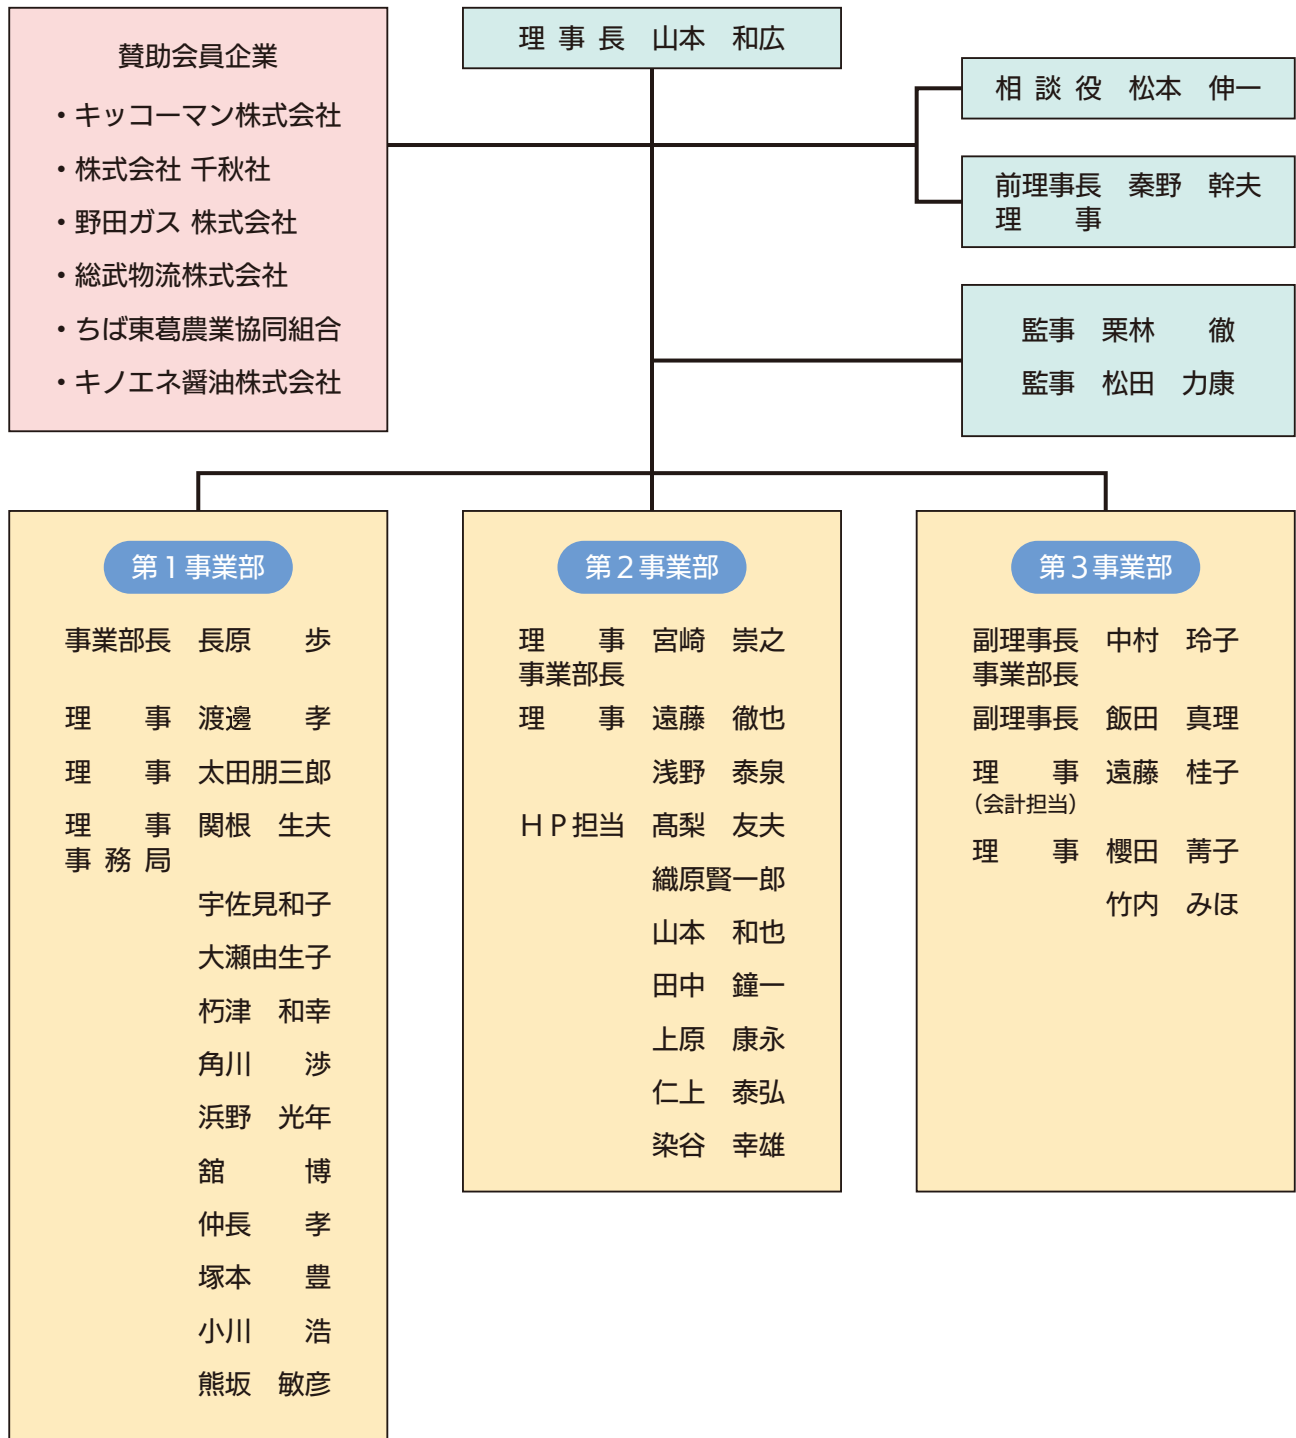 賛助会員企業
・キッコーマン株式会社
・株式会社 千秋社
・野田ガス 株式会社
・総武物流株式会社
・ちば東葛農業協同組合
・キノエネ醤油株式会社
理 事 長　山本　和広
相 談 役　松本　伸一
前理事長　秦野　幹夫
理　　事
監事　栗林　　徹
監事　松田　力康
第１事業部
事業部長　長原　　歩
理　　事　渡邊　　孝
理　　事　太田朋三郎
理　　事　関根　生夫
事 務 局
宇佐見和子
大瀬由生子
朽津　和幸
角川　　渉
浜野　光年
舘　　　博
仲長　　孝
塚本　　豊
小川　　浩
熊坂　敏彦
第２事業部
理　　事　宮崎　崇之
事業部長
理　　事　遠藤　徹也
浅野　泰泉
ＨＰ担当　髙梨　友夫
織原賢一郎
山本　和也
田中　鐘一
上原　康永
仁上　泰弘
染谷　幸雄
第３事業部
副理事長　中村　玲子
事業部長
副理事長　飯田　真理
理　　事　遠藤　桂子
（会計担当）
理　　事　櫻田　菁子
竹内　みほ